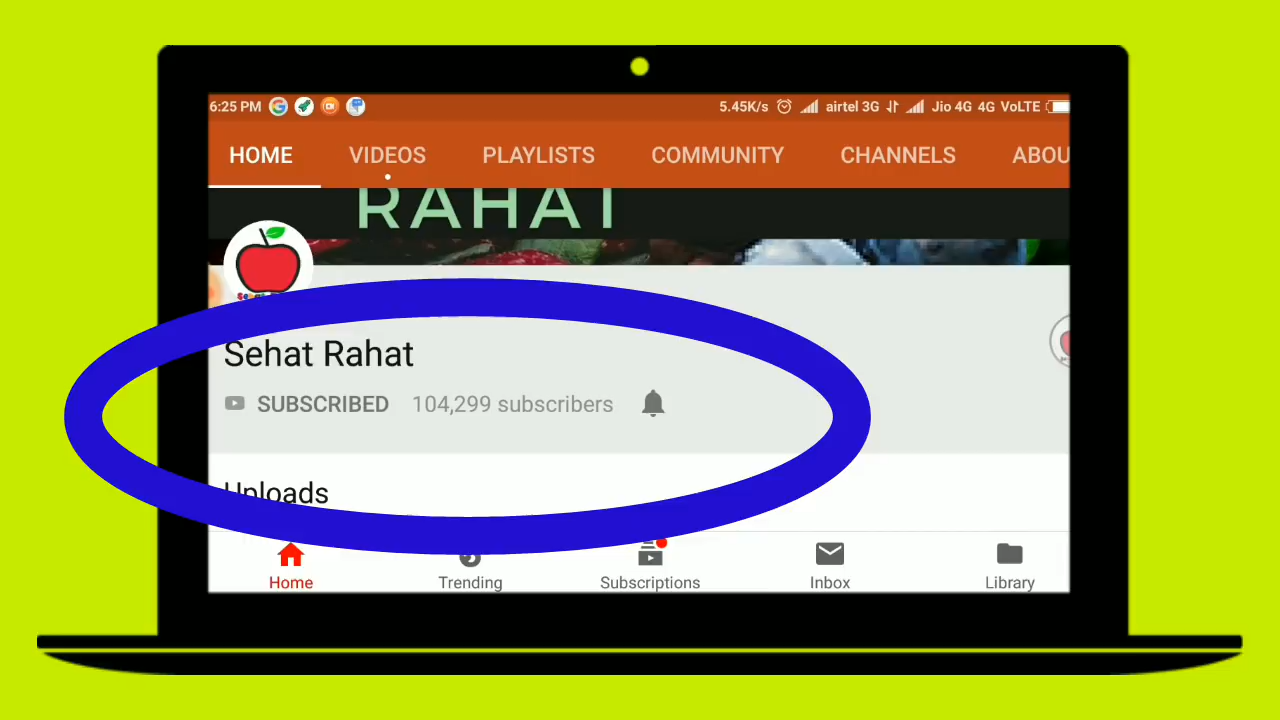 6:25 PM 5.45K/s airtel 3G Jio 4G 4G VoLTE
HOME VIDEOS PLAYLISTS COMMUNITY CHANNELS ABOU
RAHAT
Sehat Rahat
SUBSCRIBED 104,299 subscribers
Uploads
Home Trending Subscriptions Inbox Library